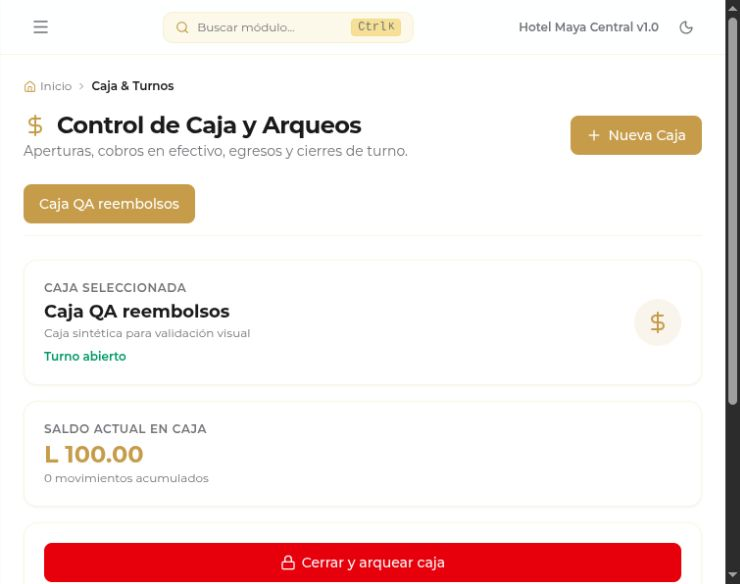 Buscar módulo...
Ctrl K
Hotel Maya Central v1.0
Inicio > Caja & Turnos
$ Control de Caja y Arqueos
Aperturas, cobros en efectivo, egresos y cierres de turno.
+ Nueva Caja
Caja QA reembolsos
CAJA SELECCIONADA
Caja QA reembolsos
Caja sintética para validación visual
Turno abierto
$
SALDO ACTUAL EN CAJA
L 100.00
0 movimientos acumulados
Cerrar y arquear caja